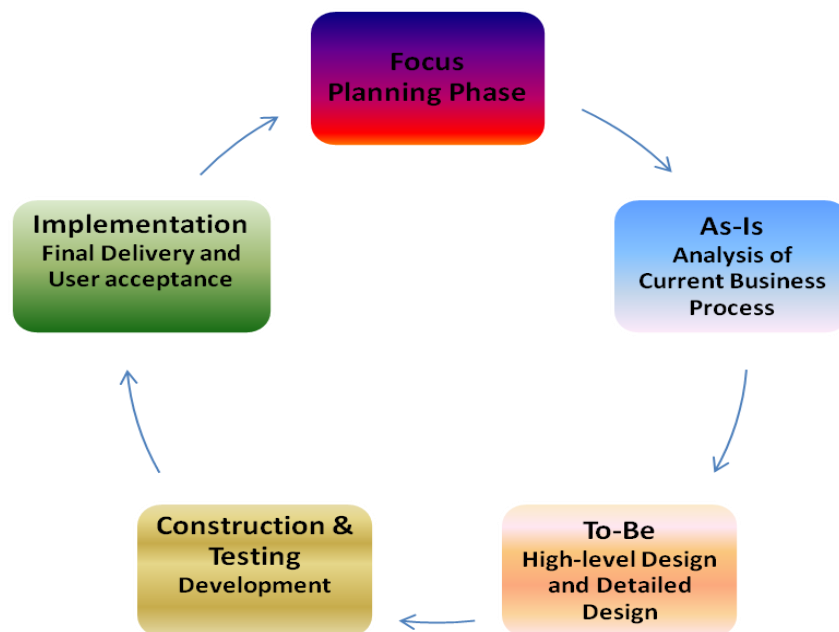 Focus
Planning Phase
As-Is
Analysis of
Current Business
Process
To-Be
High-level Design
and Detailed
Design
Construction &
Testing
Development
Implementation
Final Delivery and
User acceptance